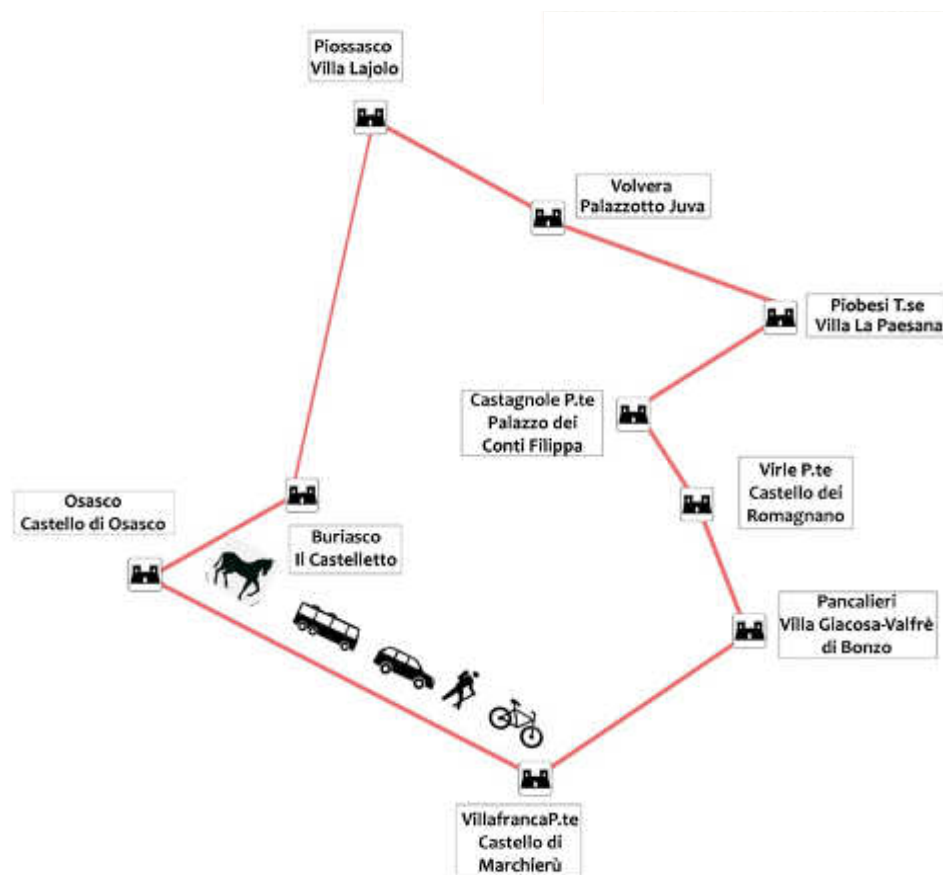 Piossasco
Villa Lajolo
Volvera
Palazzotto Juva
Piobesi T.se
Villa La Paesana
Castagnole P.te
Palazzo dei
Conti Filippa
Virle P.te
Castello dei
Romagnano
Osasco
Castello di Osasco
Buriasco
Il Castelletto
Pancalieri
Villa Giacosa-Valfrè
di Bonzo
VillafrancaP.te
Castello di
Marchierù